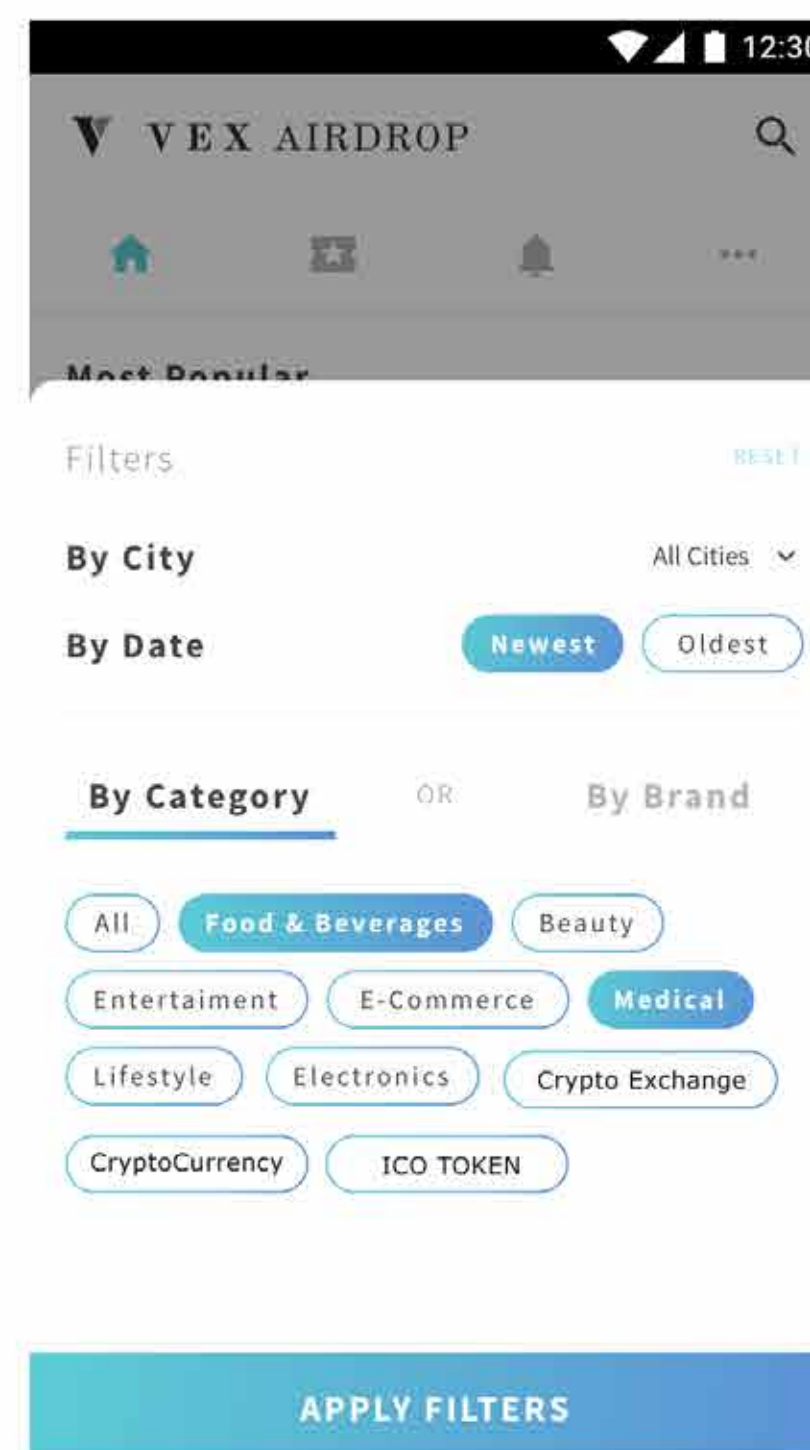 12:30
VEX AIRDROP
Most Popular
Filters RESET
By City All Cities
By Date Newest Oldest
By Category OR By Brand
All Food & Beverages Beauty
Entertaiment E-Commerce Medical
Lifestyle Electronics Crypto Exchange
CryptoCurrency ICO TOKEN
APPLY FILTERS